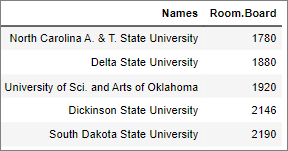 Names Room.Board
North Carolina A. & T. State University 1780
Delta State University 1880
University of Sci. and Arts of Oklahoma 1920
Dickinson State University 2146
South Dakota State University 2190